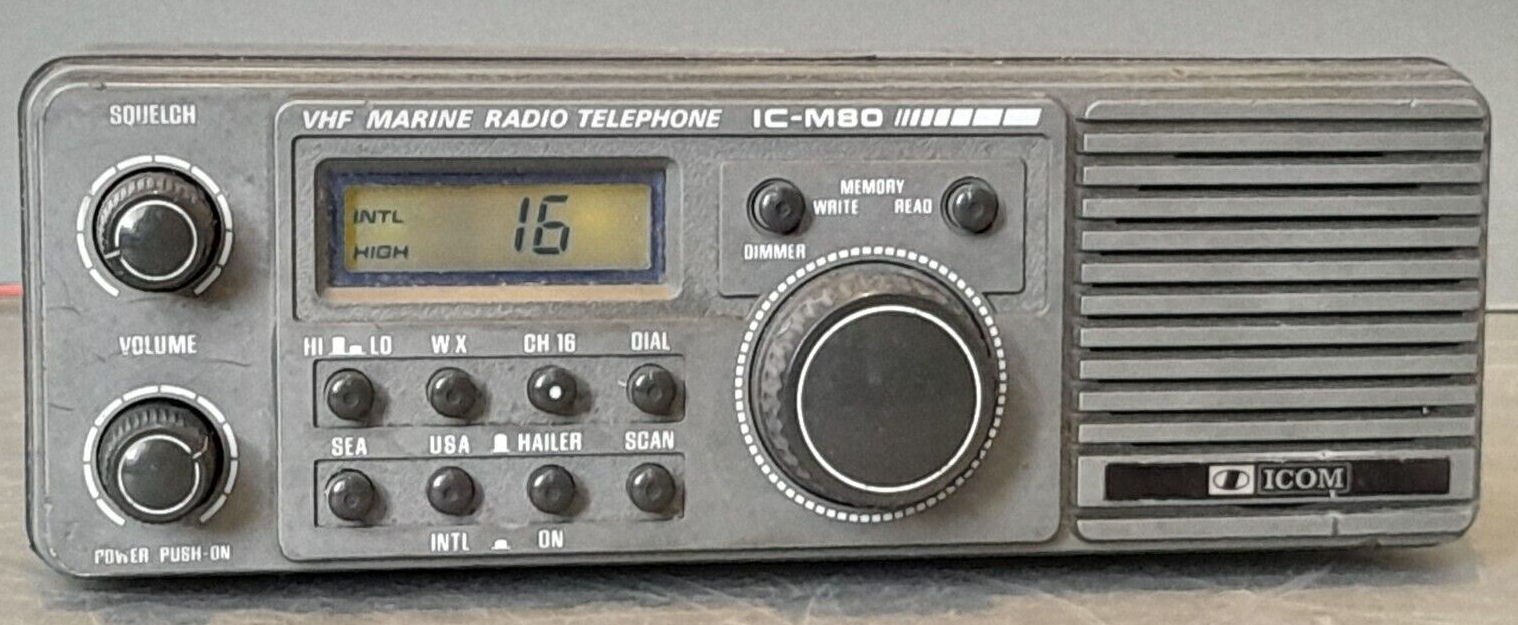 SQUELCH
VHF MARINE RADIO TELEPHONE IC-M80
INTL 16
HIGH
MEMORY
WRITE READ
DIMMER
VOLUME
HI LO WX CH 16 DIAL
SEA USA HAILER SCAN
INTL ON
POWER PUSH-ON
ICOM